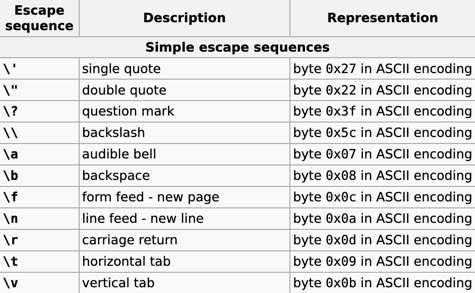 Escape sequence Description Representation
Simple escape sequences
\' single quote byte 0x27 in ASCII encoding
\" double quote byte 0x22 in ASCII encoding
\? question mark byte 0x3f in ASCII encoding
\\ backslash byte 0x5c in ASCII encoding
\a audible bell byte 0x07 in ASCII encoding
\b backspace byte 0x08 in ASCII encoding
\f form feed - new page byte 0x0c in ASCII encoding
\n line feed - new line byte 0x0a in ASCII encoding
\r carriage return byte 0x0d in ASCII encoding
\t horizontal tab byte 0x09 in ASCII encoding
\v vertical tab byte 0x0b in ASCII encoding